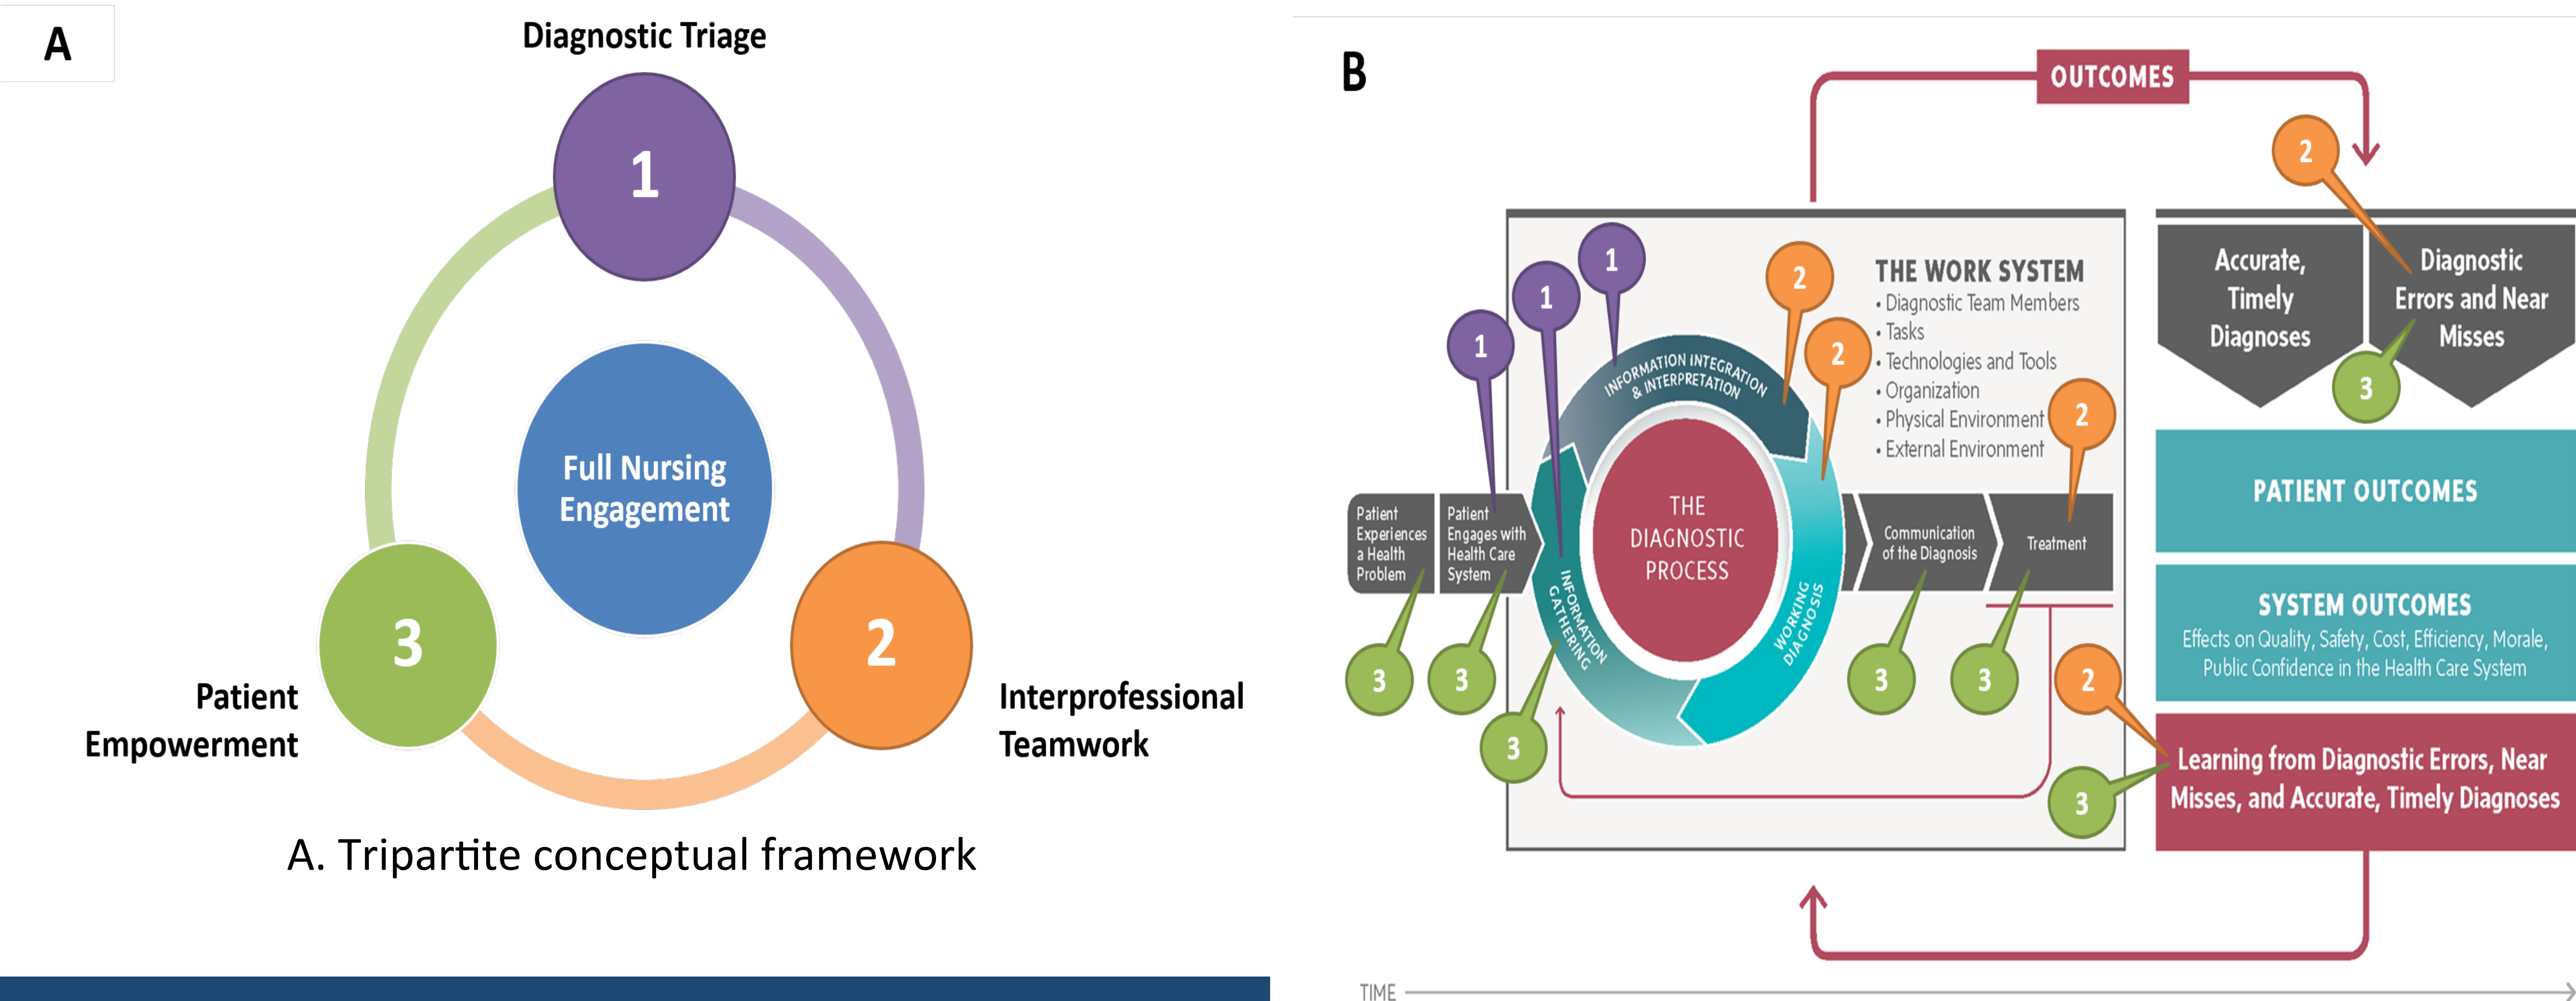 A
Diagnostic Triage
1
Full Nursing
Engagement
3
2
Patient
Empowerment
Interprofessional
Teamwork
A. Tripartite conceptual framework
B
OUTCOMES
2
1
1
1
2
2
THE WORK SYSTEM
• Diagnostic Team Members
• Tasks
• Technologies and Tools
• Organization
• Physical Environment
• External Environment
2
Accurate,
Timely
Diagnoses
Diagnostic
Errors and Near
Misses
3
INFORMATION INTEGRATION
& INTERPRETATION
THE
DIAGNOSTIC
PROCESS
INFORMATION
GATHERING
WORKING
DIAGNOSIS
Patient
Experiences
a Health
Problem
Patient
Engages with
Health Care
System
Communication
of the Diagnosis
Treatment
3
3
3
3
3
PATIENT OUTCOMES
SYSTEM OUTCOMES
Effects on Quality, Safety, Cost, Efficiency, Morale,
Public Confidence in the Health Care System
2
3
Learning from Diagnostic Errors, Near
Misses, and Accurate, Timely Diagnoses
TIME